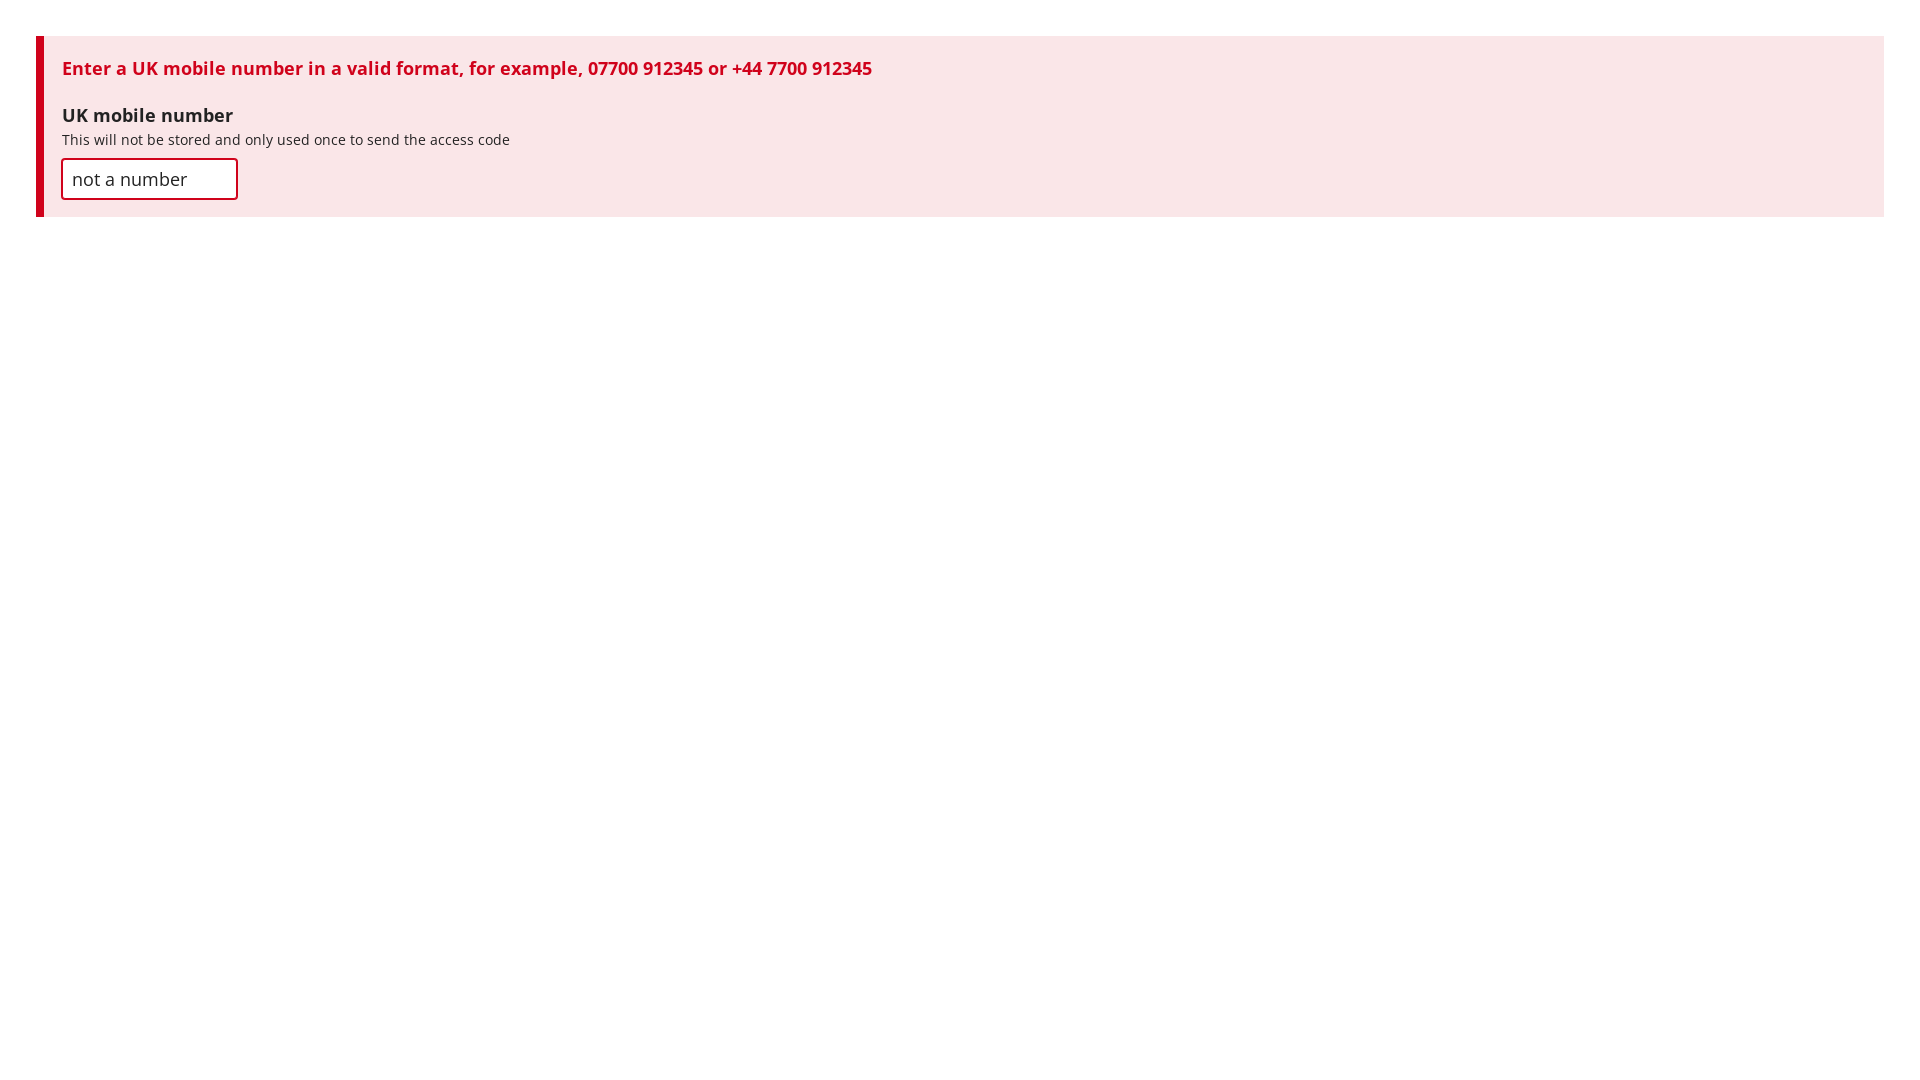 Enter a UK mobile number in a valid format, for example, 07700 912345 or +44 7700 912345
UK mobile number
This will not be stored and only used once to send the access code
not a number